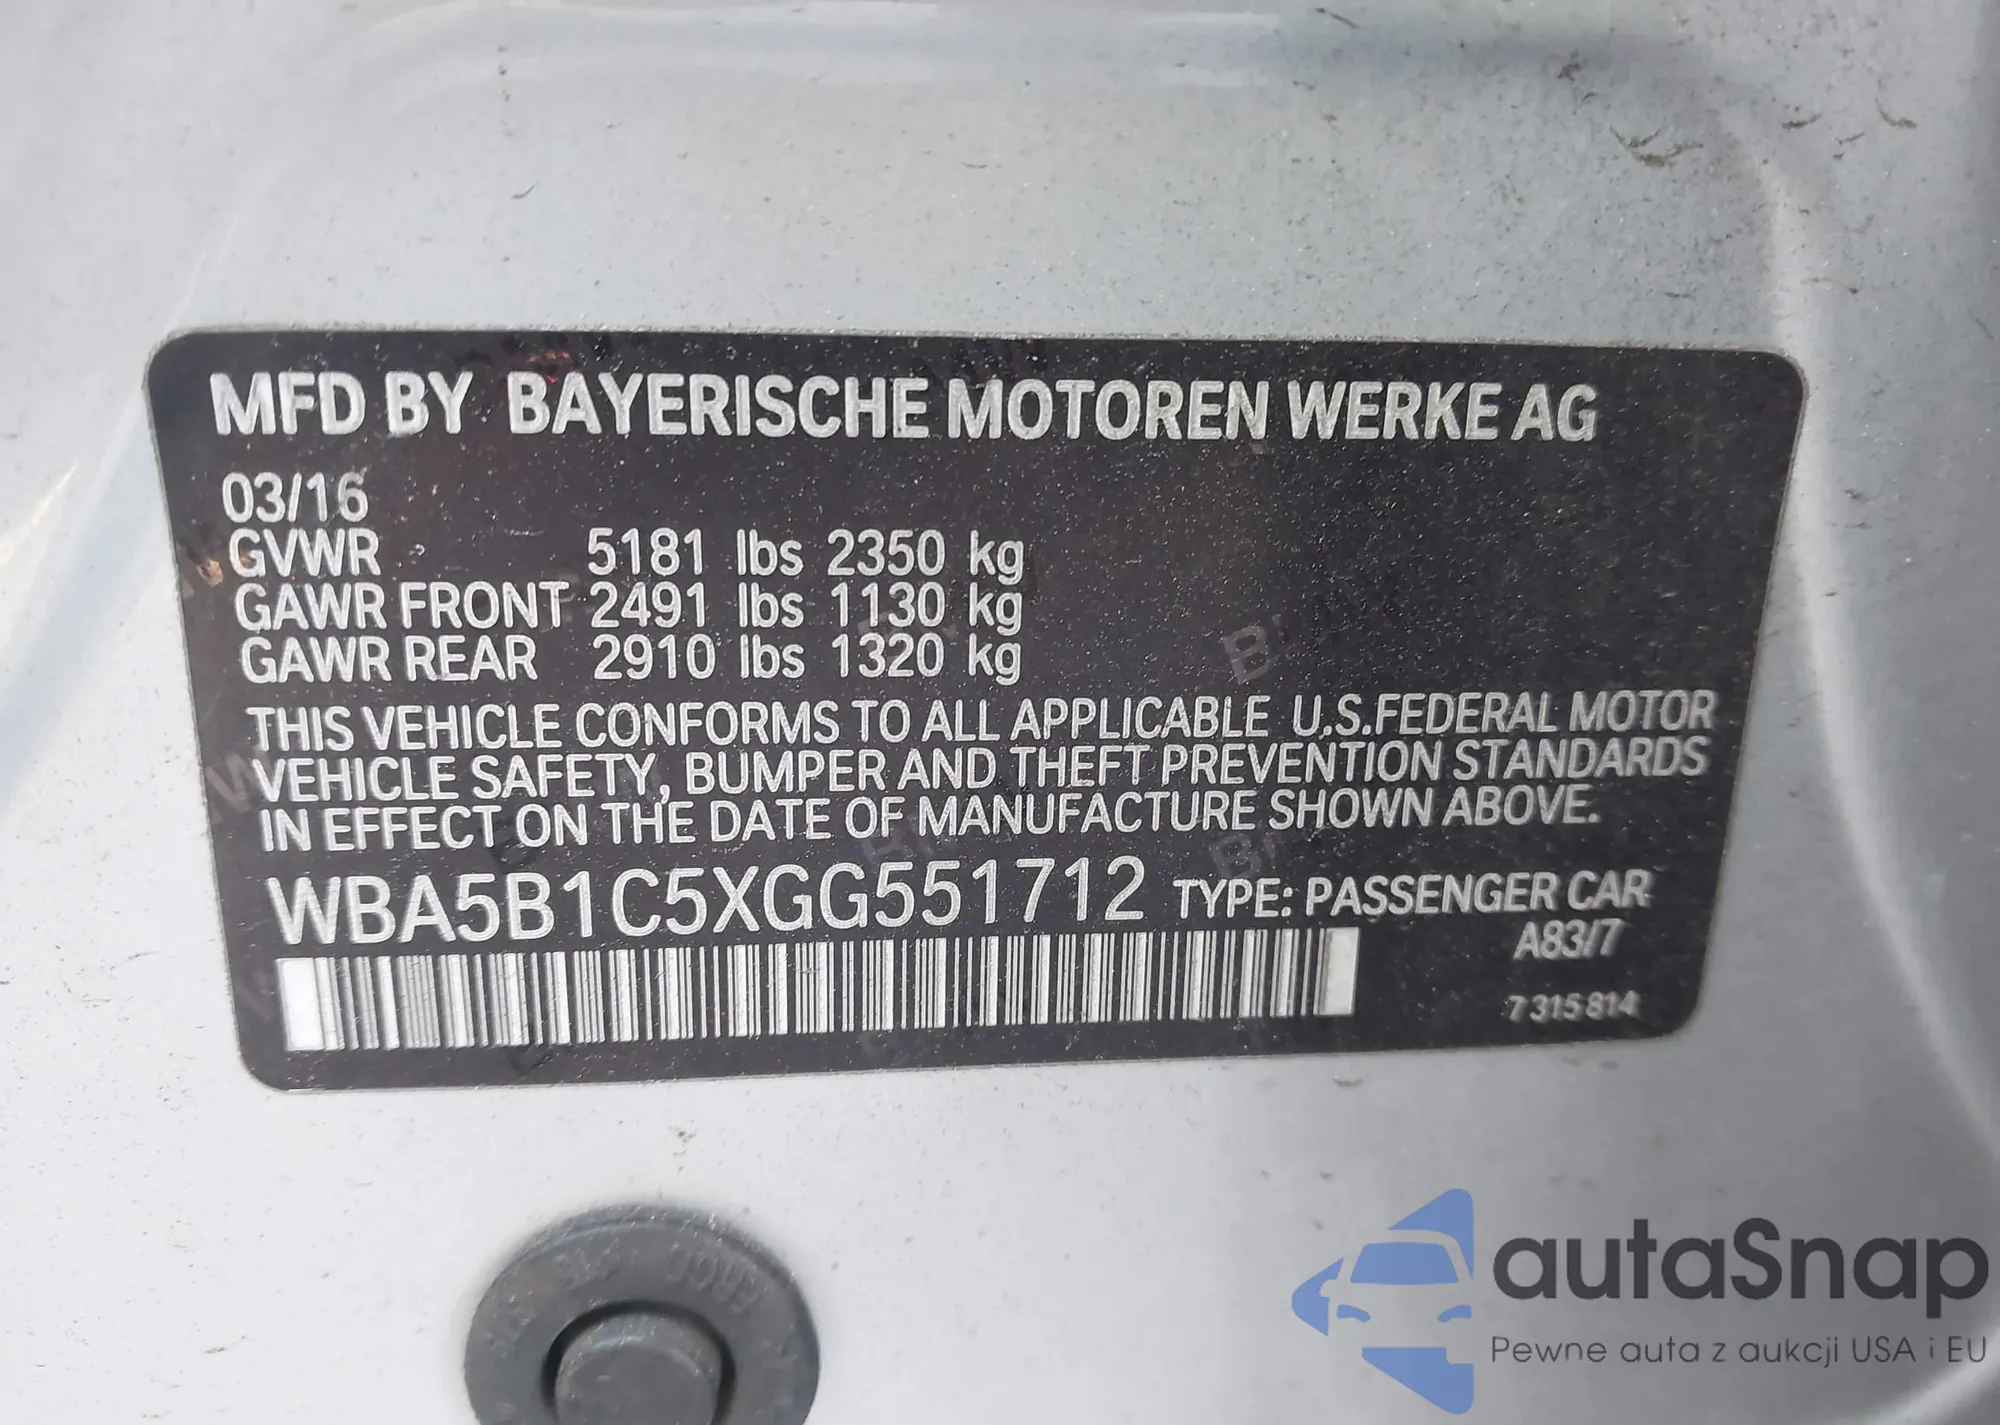 MFD BY BAYERISCHE MOTOREN WERKE AG
03/16
GVWR 5181 lbs 2350 kg
GAWR FRONT 2491 lbs 1130 kg
GAWR REAR 2910 lbs 1320 kg
THIS VEHICLE CONFORMS TO ALL APPLICABLE U.S.FEDERAL MOTOR
VEHICLE SAFETY, BUMPER AND THEFT PREVENTION STANDARDS
IN EFFECT ON THE DATE OF MANUFACTURE SHOWN ABOVE.
WBA5B1C5XGG551712 TYPE: PASSENGER CAR
A83/7
7 315 814
autaSnap
Pewne auta z aukcji USA i EU